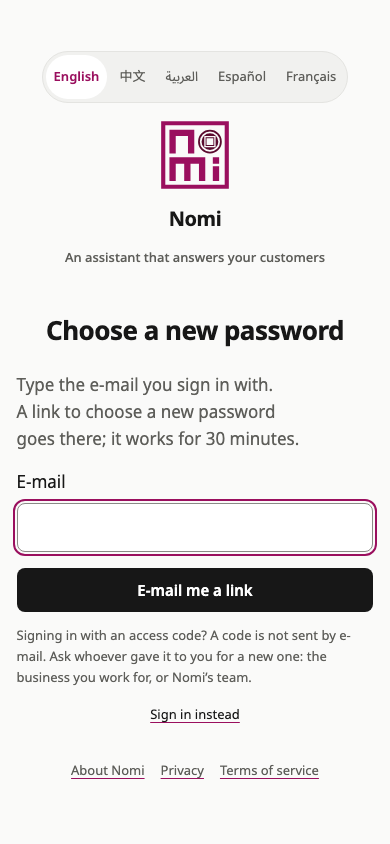 English 中文 العربية Español Français
nomi
Nomi
An assistant that answers your customers
Choose a new password
Type the e-mail you sign in with.
A link to choose a new password
goes there; it works for 30 minutes.
E-mail
E-mail me a link
Signing in with an access code? A code is not sent by e-
mail. Ask whoever gave it to you for a new one: the
business you work for, or Nomi’s team.
Sign in instead
About Nomi Privacy Terms of service